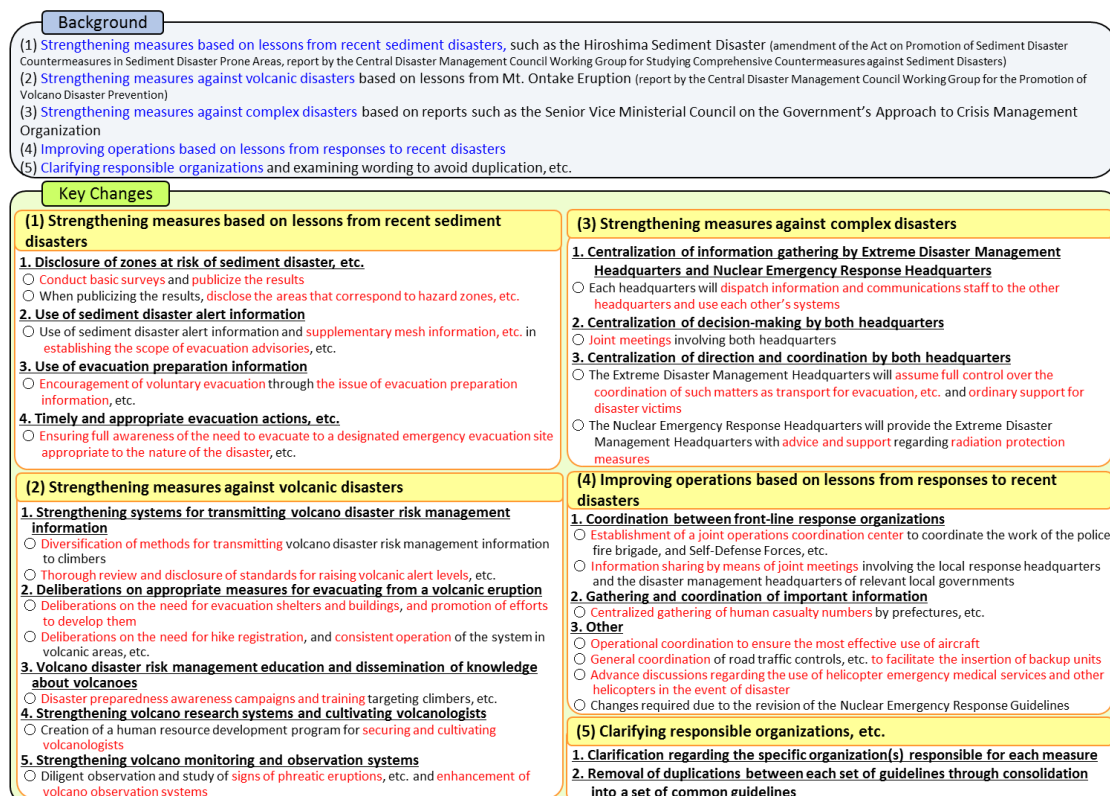 Background
(1) Strengthening measures based on lessons from recent sediment disasters, such as the Hiroshima Sediment Disaster (amendment of the Act on Promotion of Sediment Disaster
Countermeasures in Sediment Disaster Prone Areas, report by the Central Disaster Management Council Working Group for Studying Comprehensive Countermeasures against Sediment Disasters)
(2) Strengthening measures against volcanic disasters based on lessons from Mt. Ontake Eruption (report by the Central Disaster Management Council Working Group for the Promotion of
Volcano Disaster Prevention)
(3) Strengthening measures against complex disasters based on reports such as the Senior Vice Ministerial Council on the Government's Approach to Crisis Management
Organization
(4) Improving operations based on lessons from responses to recent disasters
(5) Clarifying responsible organizations and examining wording to avoid duplication, etc.
Key Changes
(1) Strengthening measures based on lessons from recent sediment
disasters
1. Disclosure of zones at risk of sediment disaster, etc.
○ Conduct basic surveys and publicize the results
○ When publicizing the results, disclose the areas that correspond to hazard zones, etc.
2. Use of sediment disaster alert information
○ Use of sediment disaster alert information and supplementary mesh information, etc. in
establishing the scope of evacuation advisories, etc.
3. Use of evacuation preparation information
○ Encouragement of voluntary evacuation through the issue of evacuation preparation
information, etc.
4. Timely and appropriate evacuation actions, etc.
○ Ensuring full awareness of the need to evacuate to a designated emergency evacuation site
appropriate to the nature of the disaster, etc.
(2) Strengthening measures against volcanic disasters
1. Strengthening systems for transmitting volcano disaster risk management
information
○ Diversification of methods for transmitting volcano disaster risk management information
to climbers
○ Thorough review and disclosure of standards for raising volcanic alert levels, etc.
2. Deliberations on appropriate measures for evacuating from a volcanic eruption
○ Deliberations on the need for evacuation shelters and buildings, and promotion of efforts
to develop them
○ Deliberations on the need for hike registration, and consistent operation of the system in
volcanic areas, etc.
3. Volcano disaster risk management education and dissemination of knowledge
about volcanoes
○ Disaster preparedness awareness campaigns and training targeting climbers, etc.
4. Strengthening volcano research systems and cultivating volcanologists
○ Creation of a human resource development program for securing and cultivating
volcanologists
5. Strengthening volcano monitoring and observation systems
○ Diligent observation and study of signs of phreatic eruptions, etc. and enhancement of
volcano observation systems
(3) Strengthening measures against complex disasters
1. Centralization of information gathering by Extreme Disaster Management
Headquarters and Nuclear Emergency Response Headquarters
○ Each headquarters will dispatch information and communications staff to the other
headquarters and use each other's systems
2. Centralization of decision-making by both headquarters
○ Joint meetings involving both headquarters
3. Centralization of direction and coordination by both headquarters
○ The Extreme Disaster Management Headquarters will assume full control over the
coordination of such matters as transport for evacuation, etc. and ordinary support for
disaster victims
○ The Nuclear Emergency Response Headquarters will provide the Extreme Disaster
Management Headquarters with advice and support regarding radiation protection
measures
(4) Improving operations based on lessons from responses to recent
disasters
1. Coordination between front-line response organizations
○ Establishment of a joint operations coordination center to coordinate the work of the police,
fire brigade, and Self-Defense Forces, etc.
○ Information sharing by means of joint meetings involving the local response headquarters
and the disaster management headquarters of relevant local governments
2. Gathering and coordination of important information
○ Centralized gathering of human casualty numbers by prefectures, etc.
3. Other
○ Operational coordination to ensure the most effective use of aircraft
○ General coordination of road traffic controls, etc. to facilitate the insertion of backup units
○ Advance discussions regarding the use of helicopter emergency medical services and other
helicopters in the event of disaster
○ Changes required due to the revision of the Nuclear Emergency Response Guidelines
(5) Clarifying responsible organizations, etc.
1. Clarification regarding the specific organization(s) responsible for each measure
2. Removal of duplications between each set of guidelines through consolidation
into a set of common guidelines